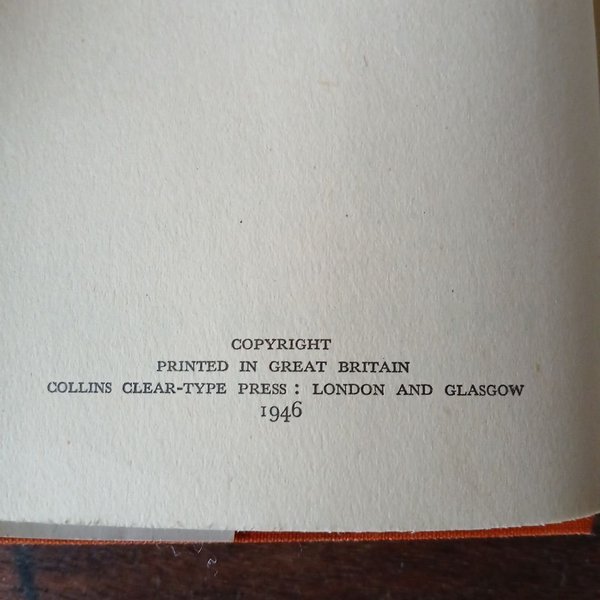 COPYRIGHT
PRINTED IN GREAT BRITAIN
COLLINS CLEAR-TYPE PRESS : LONDON AND GLASGOW
1946